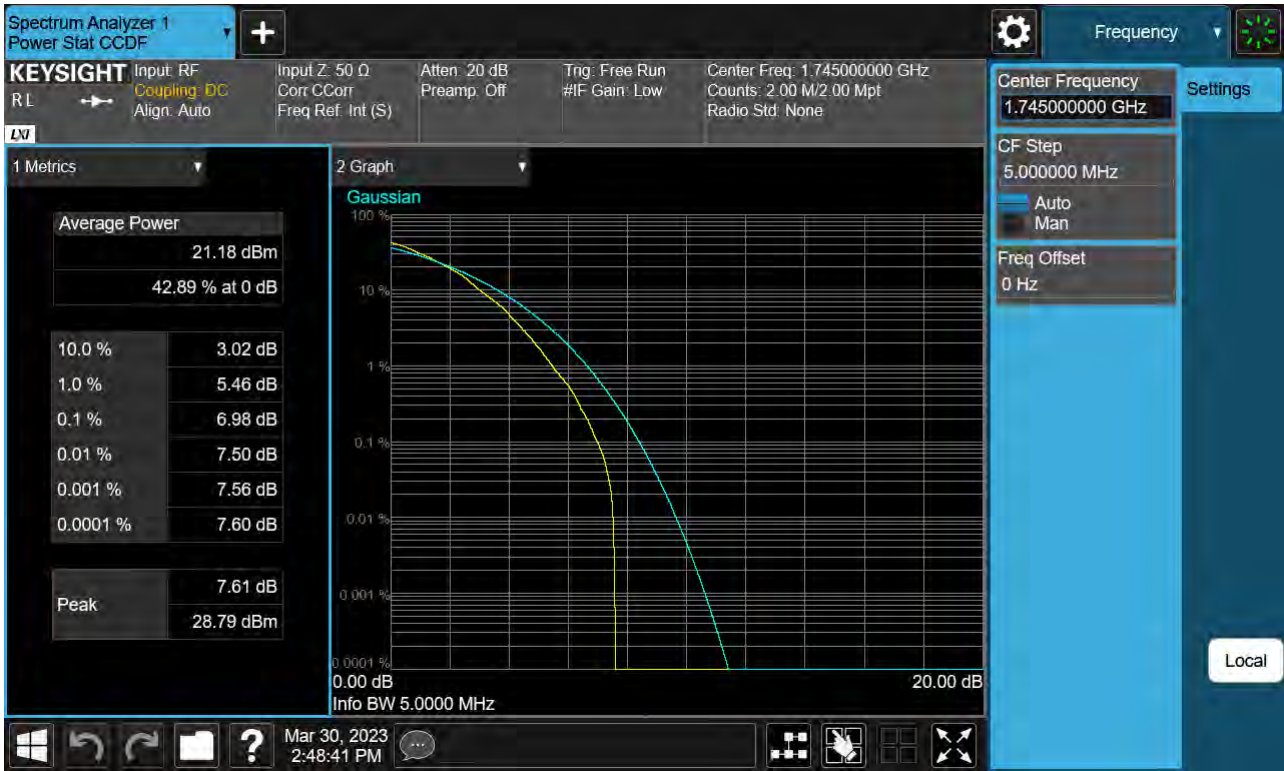 Spectrum Analyzer 1
Power Stat CCDF
+
Frequency
KEYSIGHT
RL
LXI
Input: RF
Coupling: DC
Align: Auto
Input Z: 50 Ω
Corr CCorr
Freq Ref: Int (S)
Atten: 20 dB
Preamp: Off
Trig: Free Run
#IF Gain: Low
Center Freq: 1.745000000 GHz
Counts: 2.00 M/2.00 Mpt
Radio Std: None
Center Frequency
1.745000000 GHz
Settings
CF Step
5.000000 MHz
Auto
Man
Freq Offset
0 Hz
Local
1 Metrics
Average Power
21.18 dBm
42.89 % at 0 dB
10.0 % 3.02 dB
1.0 % 5.46 dB
0.1 % 6.98 dB
0.01 % 7.50 dB
0.001 % 7.56 dB
0.0001 % 7.60 dB
Peak
7.61 dB
28.79 dBm
2 Graph
Gaussian
100 %
10 %
1 %
0.1 %
0.01 %
0.001 %
0.0001 %
0.00 dB 20.00 dB
Info BW 5.0000 MHz
?
Mar 30, 2023
2:48:41 PM